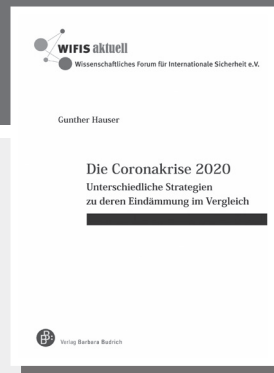 WIFIS aktuell
Wissenschaftliches Forum für Internationale Sicherheit e.V.
Gunther Hauser
Die Coronakrise 2020
Unterschiedliche Strategien
zu deren Eindämmung im Vergleich
B
Verlag Barbara Budrich